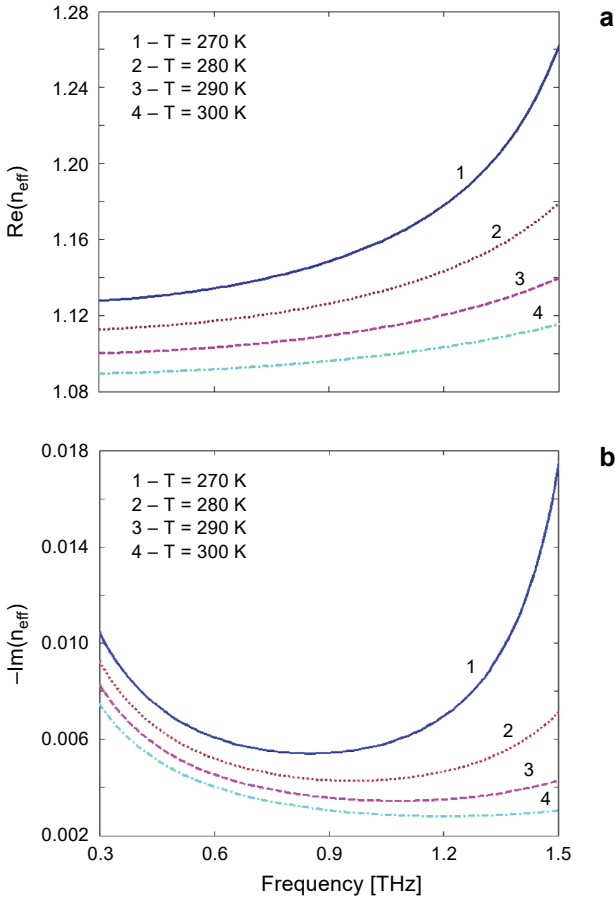 a
1.28
1.24
1.20
1.16
1.12
1.08
Re(n_eff)
1 – T = 270 K
2 – T = 280 K
3 – T = 290 K
4 – T = 300 K
1
2
3
4
b
0.018
0.014
0.010
0.006
0.002
–Im(n_eff)
1 – T = 270 K
2 – T = 280 K
3 – T = 290 K
4 – T = 300 K
1
2
3
4
0.3 0.6 0.9 1.2 1.5
Frequency [THz]